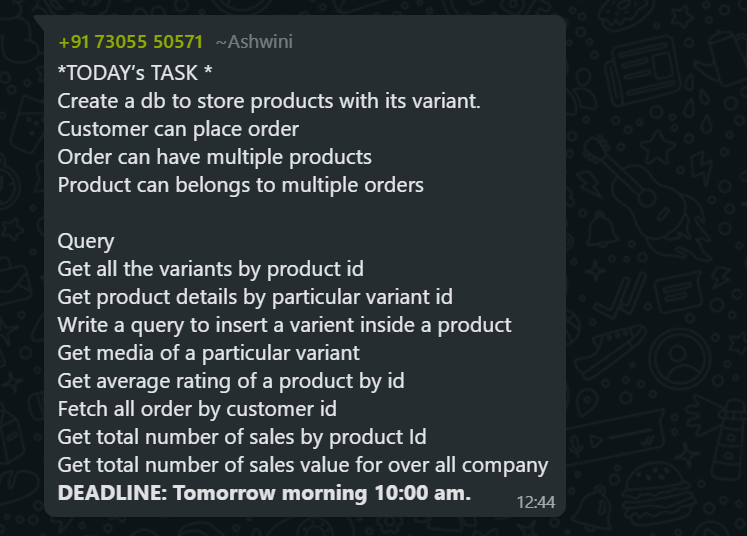 +91 73055 50571 ~Ashwini
*TODAY’s TASK *
Create a db to store products with its variant.
Customer can place order
Order can have multiple products
Product can belongs to multiple orders
Query
Get all the variants by product id
Get product details by particular variant id
Write a query to insert a varient inside a product
Get media of a particular variant
Get average rating of a product by id
Fetch all order by customer id
Get total number of sales by product Id
Get total number of sales value for over all company
DEADLINE: Tomorrow morning 10:00 am.
12:44